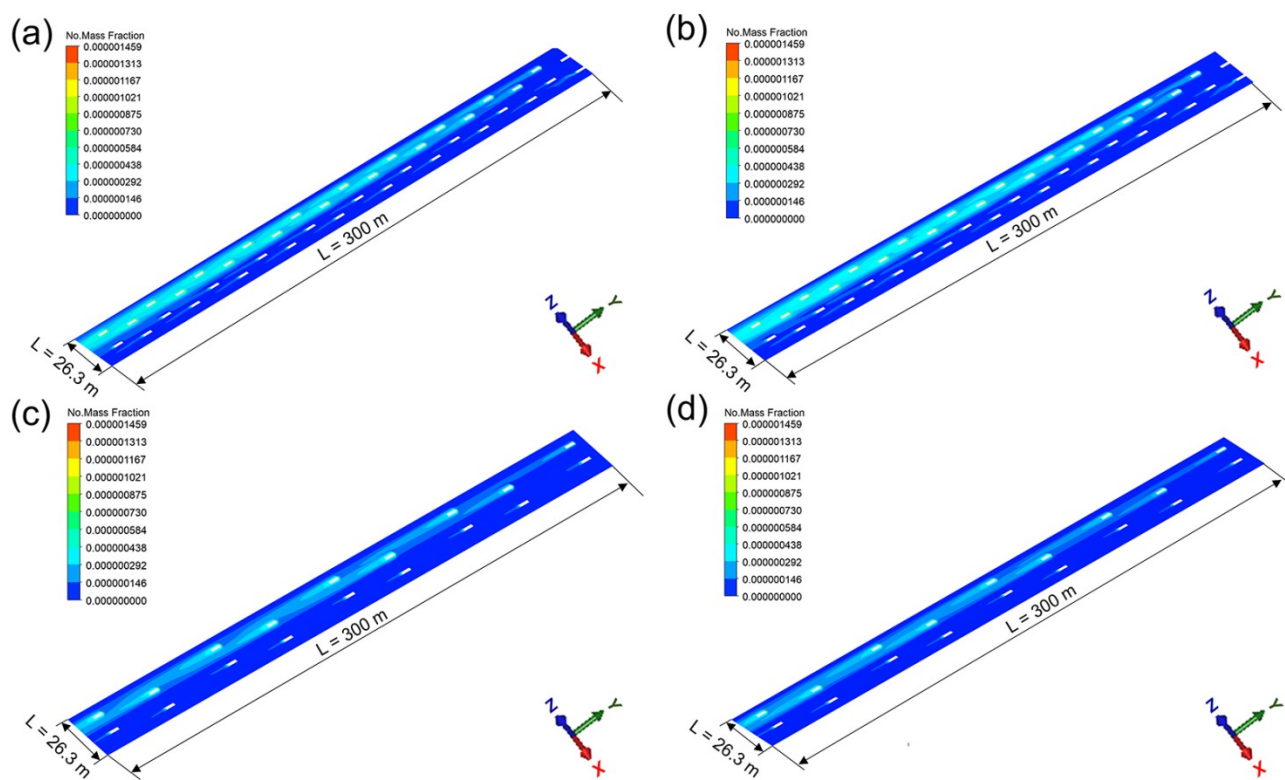 (a)
No.Mass Fraction
0.000001459
0.000001313
0.000001167
0.000001021
0.000000875
0.000000730
0.000000584
0.000000438
0.000000292
0.000000146
0.000000000
L = 300 m
L = 26.3 m
Z
Y
X
(b)
No.Mass Fraction
0.000001459
0.000001313
0.000001167
0.000001021
0.000000875
0.000000730
0.000000584
0.000000438
0.000000292
0.000000146
0.000000000
L = 300 m
L = 26.3 m
Z
Y
X
(c)
No.Mass Fraction
0.000001459
0.000001313
0.000001167
0.000001021
0.000000875
0.000000730
0.000000584
0.000000438
0.000000292
0.000000146
0.000000000
L = 300 m
L = 26.3 m
Z
Y
X
(d)
No.Mass Fraction
0.000001459
0.000001313
0.000001167
0.000001021
0.000000875
0.000000730
0.000000584
0.000000438
0.000000292
0.000000146
0.000000000
L = 300 m
L = 26.3 m
Z
Y
X